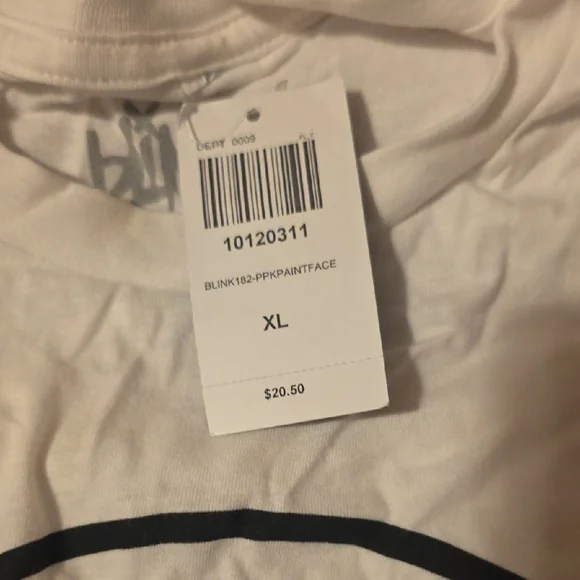 DEPT 0009
10120311
BLINK182-PPKPAINTFACE
XL
$20.50